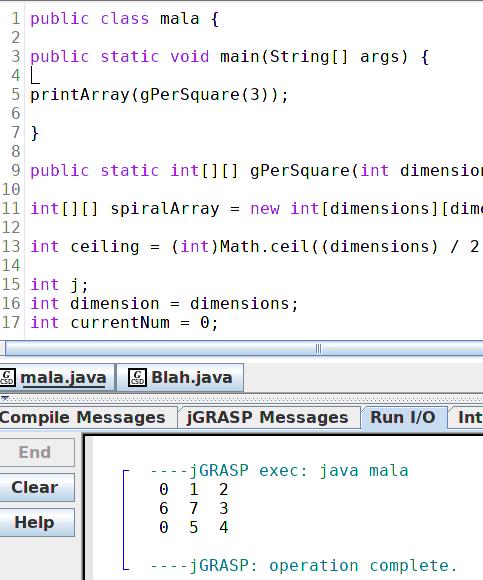 1 public class mala {
2
3 public static void main(String[] args) {
4
5 printArray(gPerSquare(3));
6
7 }
8
9 public static int[][] gPerSquare(int dimension
10
11 int[][] spiralArray = new int[dimensions][dime
12
13 int ceiling = (int)Math.ceil((dimensions) / 2
14
15 int j;
16 int dimension = dimensions;
17 int currentNum = 0;
G CSD mala.java G CSD Blah.java
Compile Messages jGRASP Messages Run I/O Int
End
Clear
Help
----jGRASP exec: java mala
0 1 2
6 7 3
0 5 4
----jGRASP: operation complete.